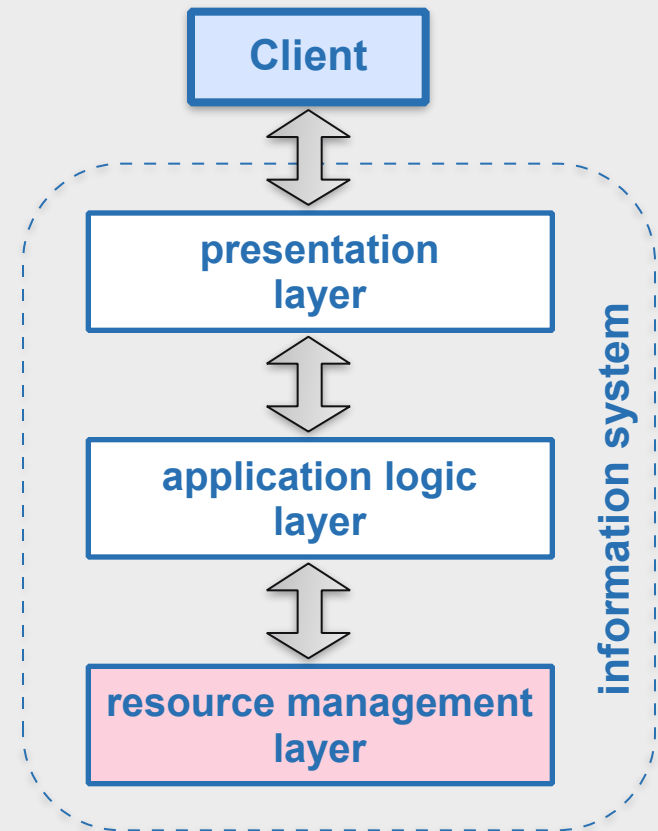 Client
presentation
layer
application logic
layer
resource management
layer
information system